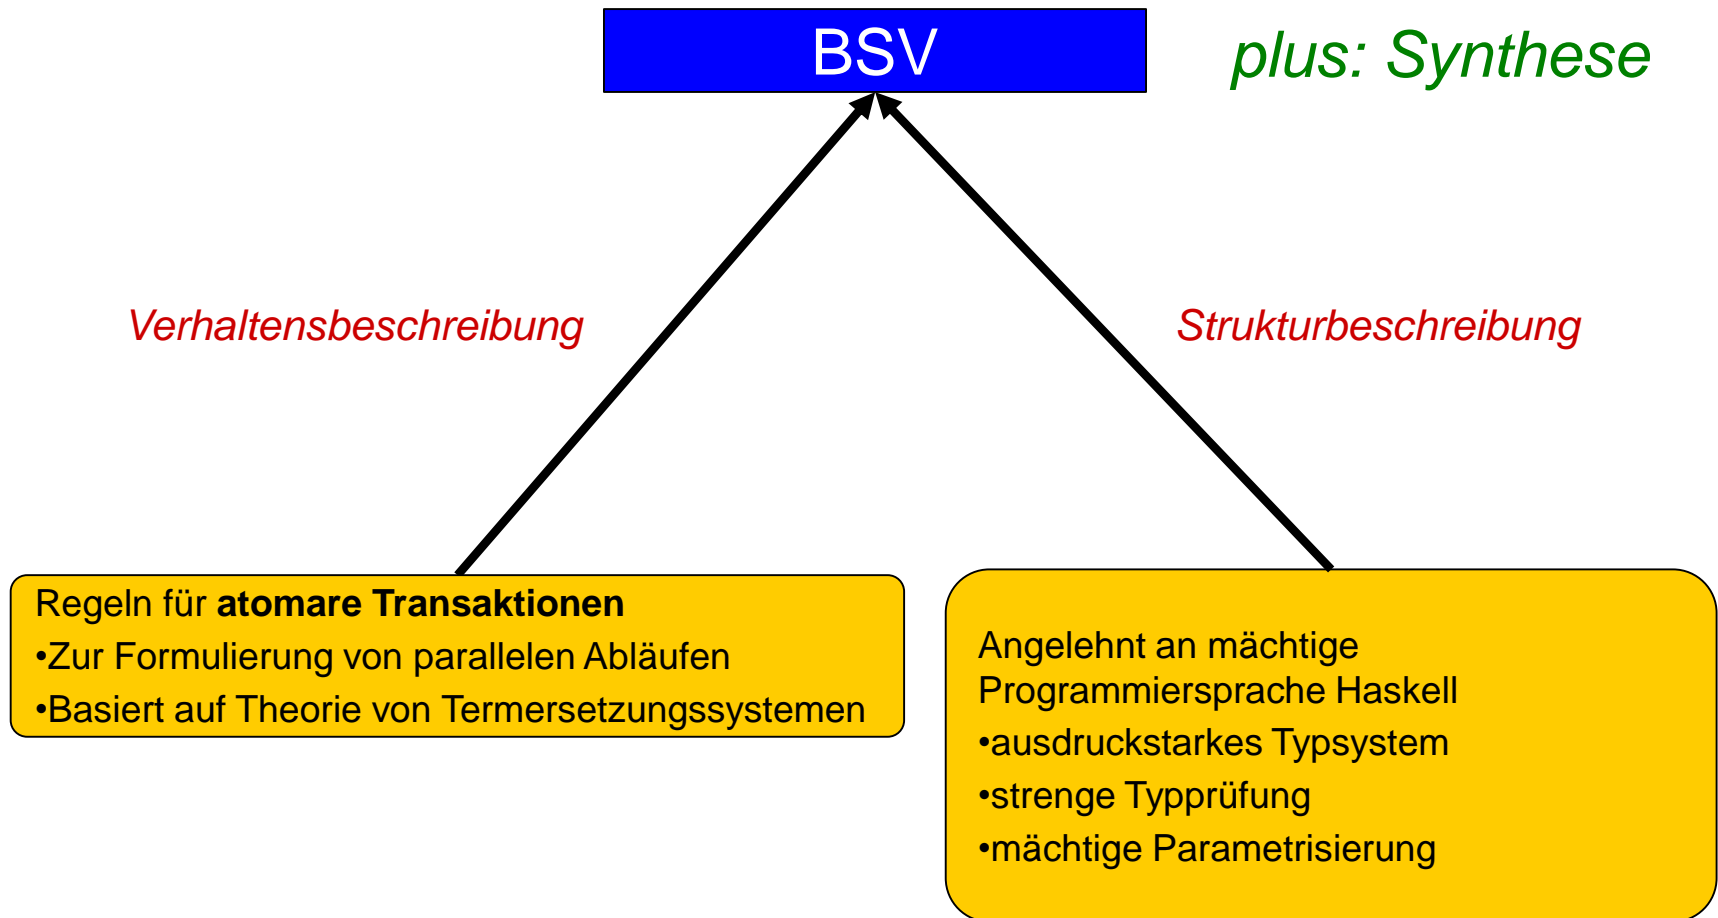 BSV
plus: Synthese
Verhaltensbeschreibung
Strukturbeschreibung
Regeln für atomare Transaktionen
•Zur Formulierung von parallelen Abläufen
•Basiert auf Theorie von Termersetzungssystemen
Angelehnt an mächtige
Programmiersprache Haskell
•ausdruckstarkes Typsystem
•strenge Typprüfung
•mächtige Parametrisierung